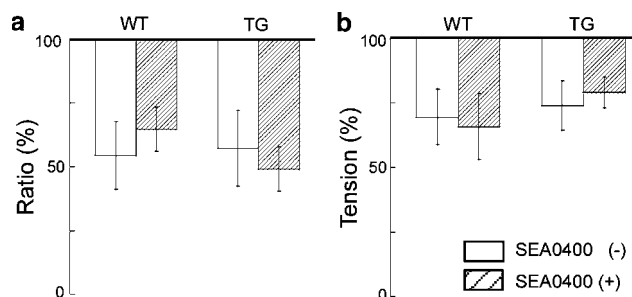 a
WT
TG
100
50
0
Ratio (%)
b
WT
TG
100
50
0
Tension (%)
SEA0400 (-)
SEA0400 (+)